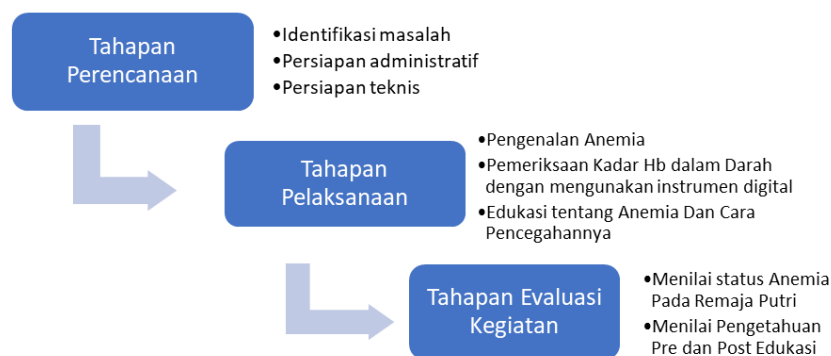 Tahapan
Perencanaan
•Identifikasi masalah
•Persiapan administratif
•Persiapan teknis
Tahapan
Pelaksanaan
•Pengenalan Anemia
•Pemeriksaan Kadar Hb dalam Darah
dengan mengunakan instrumen digital
•Edukasi tentang Anemia Dan Cara
Pencegahannya
Tahapan Evaluasi
Kegiatan
•Menilai status Anemia
Pada Remaja Putri
•Menilai Pengetahuan
Pre dan Post Edukasi